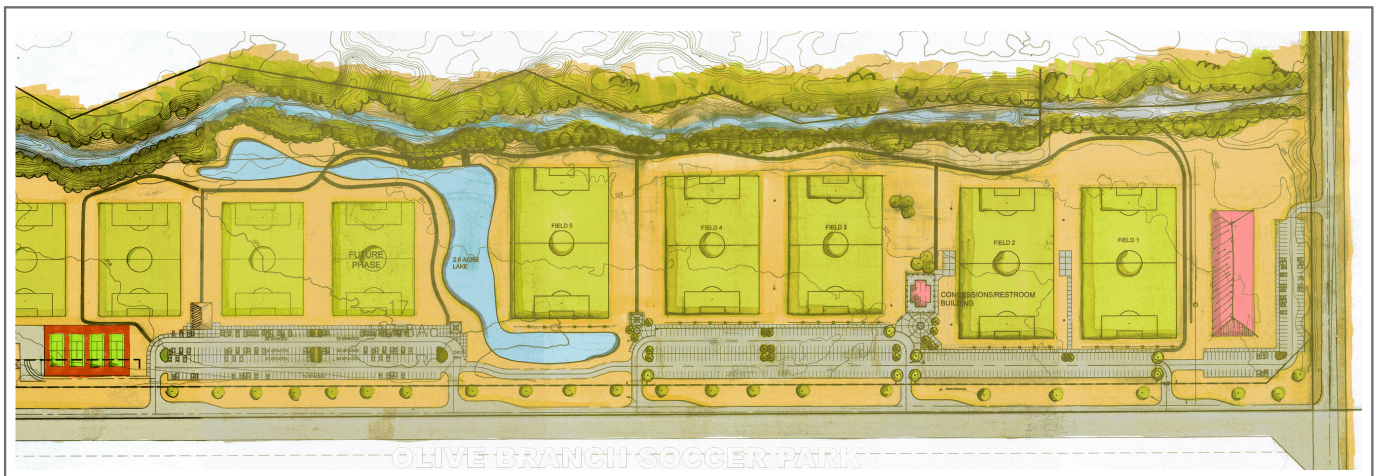 FIELD 5
FIELD 4
FIELD 3
FIELD 2
FIELD 1
FUTURE
PHASE
2.6 ACRE
LAKE
CONCESSIONS/RESTROOM
BUILDING
17
OLIVE BRANCH SOCCER PARK